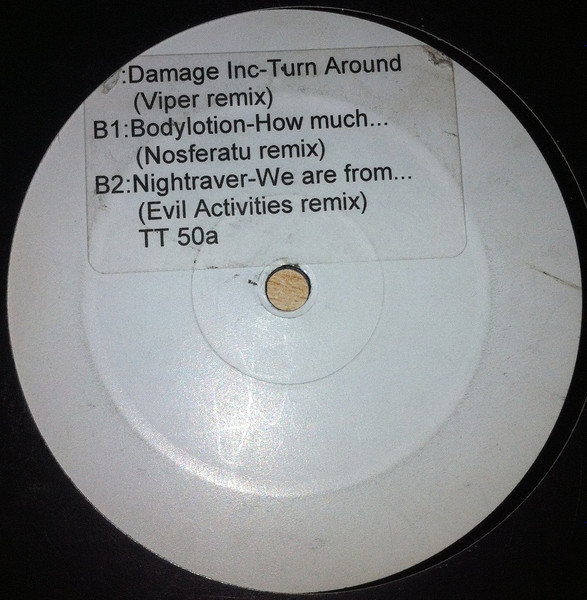 :Damage Inc-Turn Around
(Viper remix)
B1:Bodylotion-How much...
(Nosferatu remix)
B2:Nightraver-We are from...
(Evil Activities remix)
TT 50a